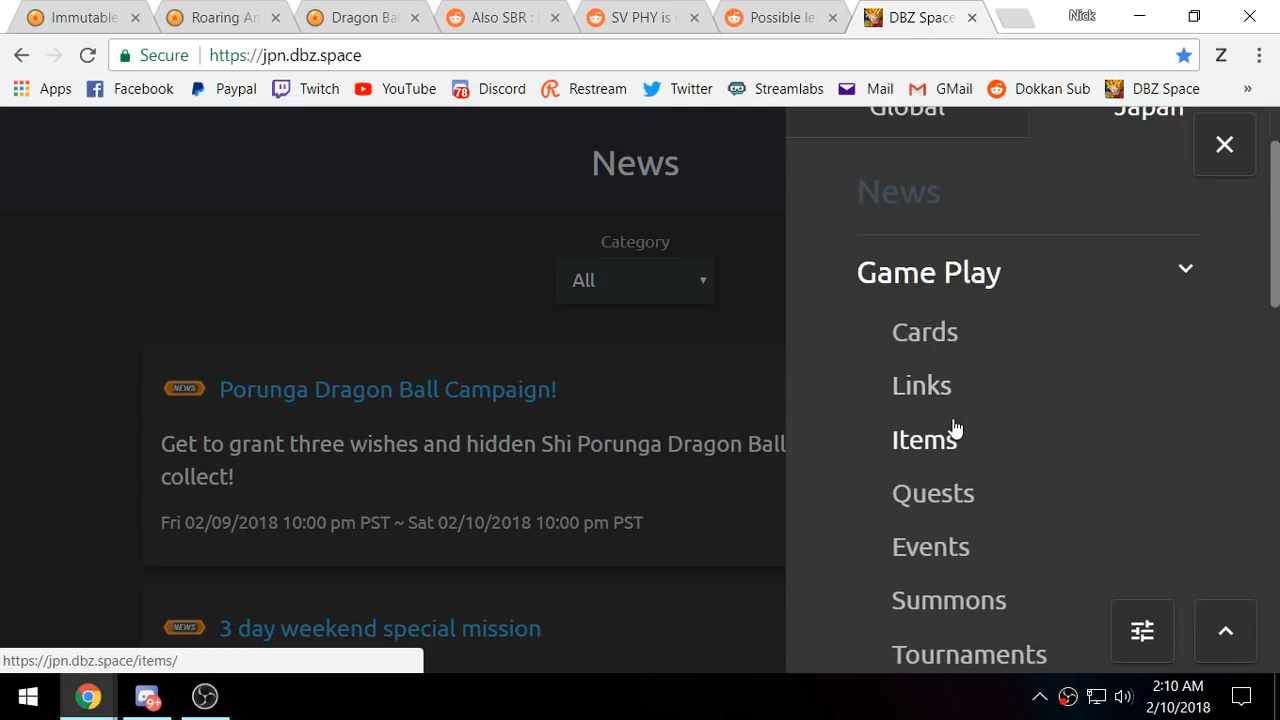 Immutable
Roaring An
Dragon Bal
Also SBR :
SV PHY is o
Possible le
DBZ Space
Nick
Secure
https://jpn.dbz.space
Z
Apps
Facebook
Paypal
Twitch
YouTube
78
Discord
Restream
Twitter
Streamlabs
Mail
GMail
Dokkan Sub
DBZ Space
»
Global
Japan
News
News
Category
All
Game Play
Cards
Links
Items
Quests
Events
Summons
Tournaments
NEWS
Porunga Dragon Ball Campaign!
Get to grant three wishes and hidden Shi Porunga Dragon Ball
collect!
Fri 02/09/2018 10:00 pm PST ~ Sat 02/10/2018 10:00 pm PST
NEWS
3 day weekend special mission
https://jpn.dbz.space/items/
9+
2:10 AM
2/10/2018